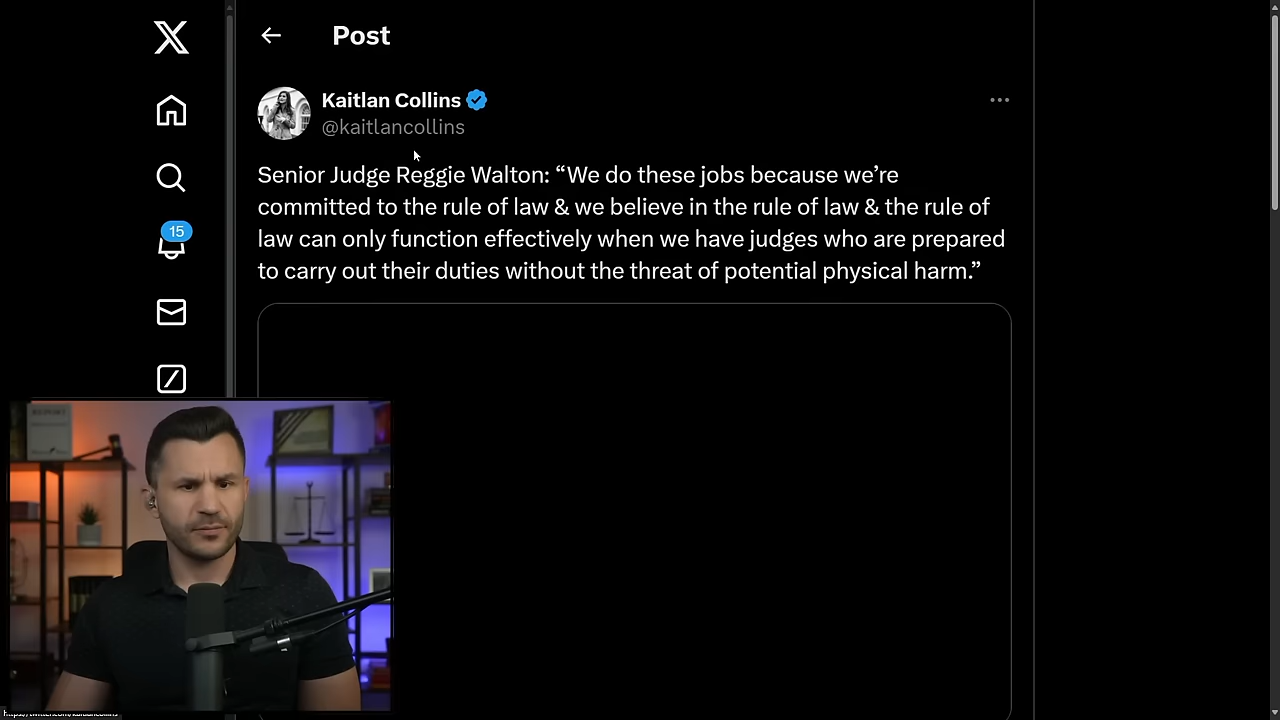 Post
Kaitlan Collins
@kaitlancollins
Senior Judge Reggie Walton: “We do these jobs because we’re
committed to the rule of law & we believe in the rule of law & the rule of
law can only function effectively when we have judges who are prepared
to carry out their duties without the threat of potential physical harm.”
15